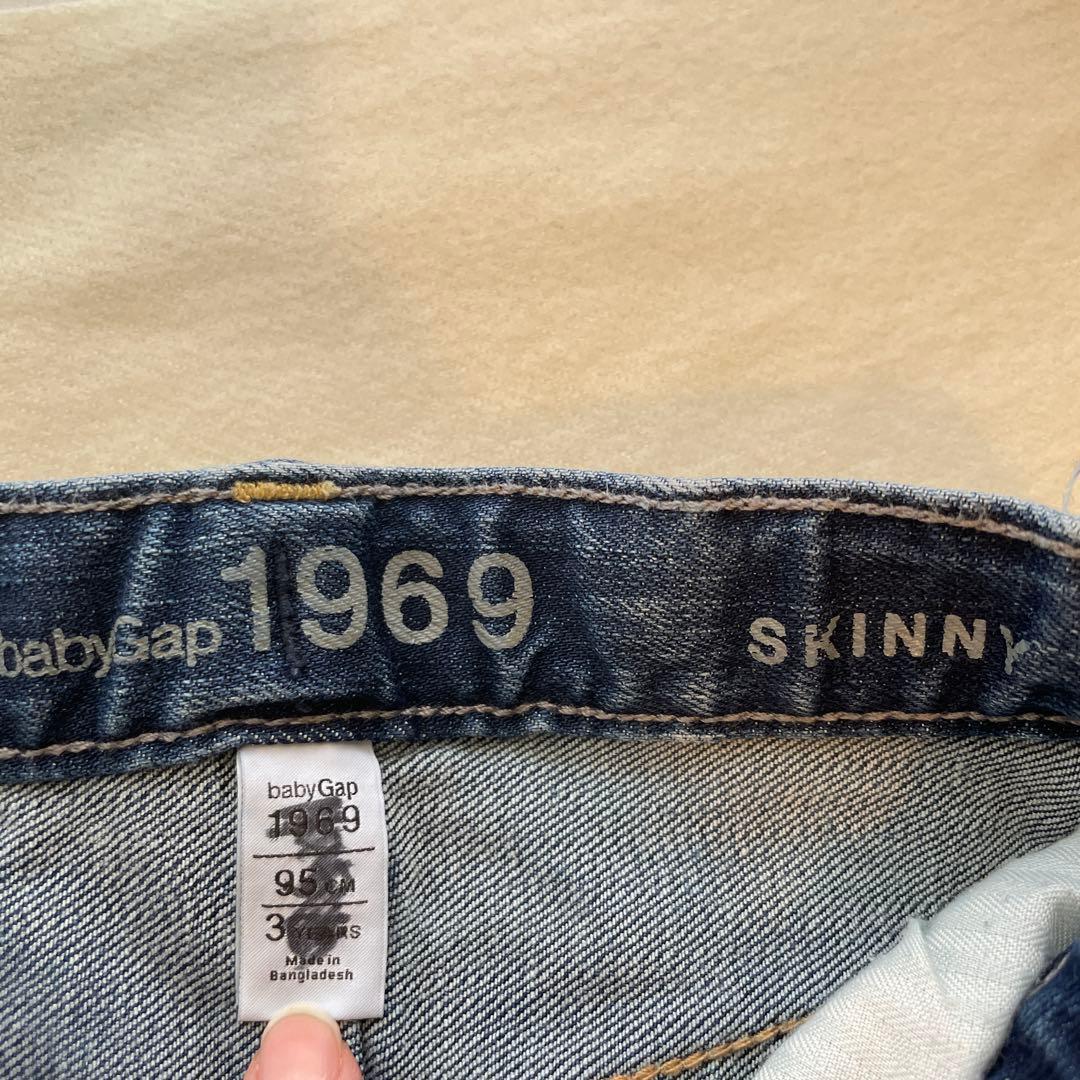 babyGap 1969 SKINNY
babyGap
1969
95 CM
3 YEARS
Made in
Bangladesh